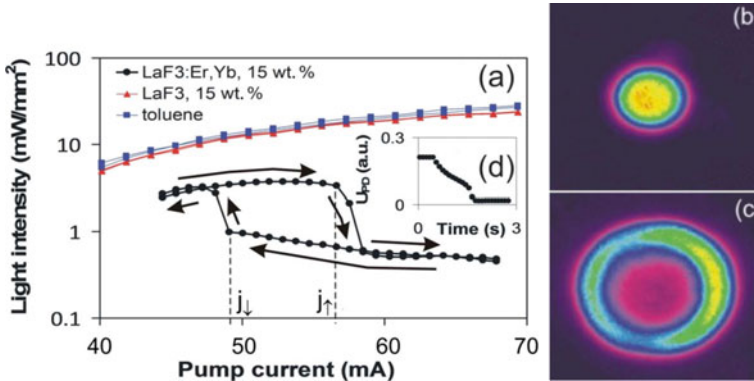 (a)
LaF3:Er,Yb, 15 wt.%
LaF3, 15 wt.%
toluene
Light intensity (mW/mm²)
100
10
1
0.1
40
50
60
70
Pump current (mA)
j↓
j↑
(d)
U_PD (a.u.)
0.3
0
0
3
Time (s)
(b)
(c)